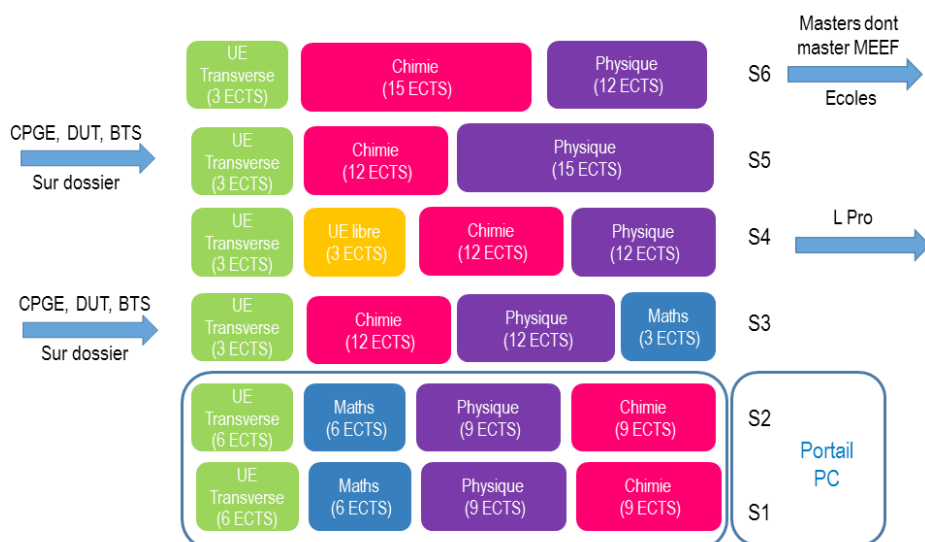 Masters dont
master MEEF
Ecoles
UE
Transverse
(3 ECTS)
Chimie
(15 ECTS)
Physique
(12 ECTS)
S6
CPGE, DUT, BTS
Sur dossier
UE
Transverse
(3 ECTS)
Chimie
(12 ECTS)
Physique
(15 ECTS)
S5
UE
Transverse
(3 ECTS)
UE libre
(3 ECTS)
Chimie
(12 ECTS)
Physique
(12 ECTS)
S4
L Pro
CPGE, DUT, BTS
Sur dossier
UE
Transverse
(3 ECTS)
Chimie
(12 ECTS)
Physique
(12 ECTS)
Maths
(3 ECTS)
S3
UE
Transverse
(6 ECTS)
Maths
(6 ECTS)
Physique
(9 ECTS)
Chimie
(9 ECTS)
S2
UE
Transverse
(6 ECTS)
Maths
(6 ECTS)
Physique
(9 ECTS)
Chimie
(9 ECTS)
S1
Portail
PC